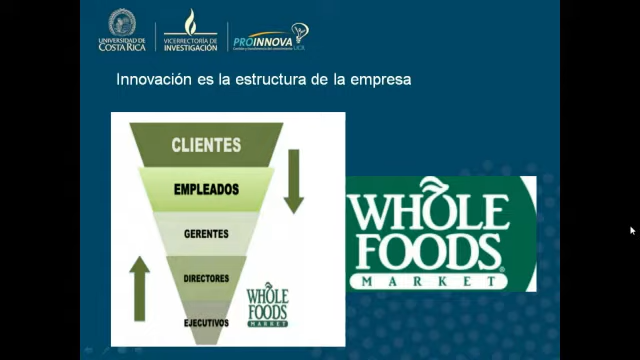 UNIVERSIDAD DE
COSTA RICA
VICERRECTORÍA DE
INVESTIGACIÓN
PROINNOVA
UCR
Innovación es la estructura de la empresa
CLIENTES
EMPLEADOS
GERENTES
DIRECTORES
EJECUTIVOS
WHOLE
FOODS
MARKET
WHOLE
FOODS
MARKET